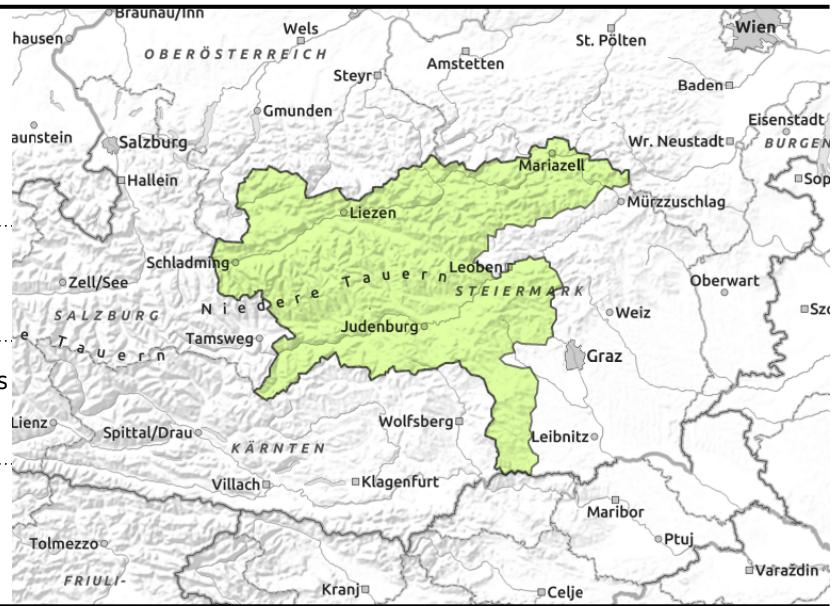 Braunau/Inn
Wien
hausen
Wels
OBERÖSTERREICH
St. Pölten
Amstetten
Steyr
Baden
Gmunden
Eisenstadt
aunstein
Salzburg
Wr. Neustadt
BURGEN
Mariazell
Hallein
Sop
Mürzzuschlag
Liezen
Schladming
Leoben
Zell/See
Niedere Tauern
STEIERMARK
Oberwart
SALZBURG
Szo
Weiz
Judenburg
Tamsweg
e Tauern
Graz
s
Lienz
Wolfsberg
Spittal/Drau
Leibnitz
KÄRNTEN
Villach
Klagenfurt
Maribor
Tolmezzo
Ptuj
Varaždin
FRIULI-
Kranj
Celje